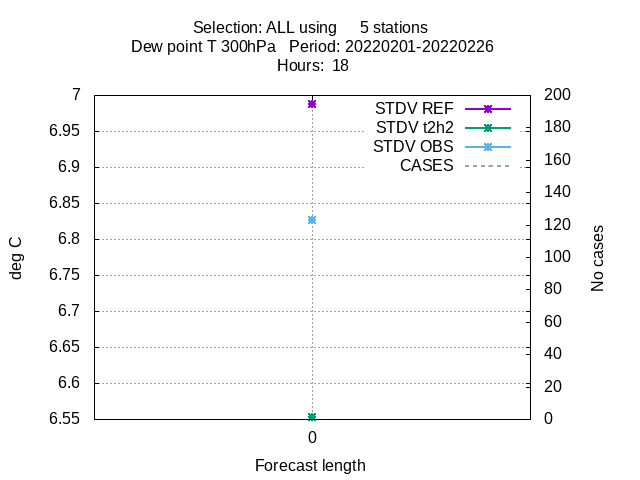 Selection: ALL using     5 stations
Dew point T 300hPa   Period: 20220201-20220226
Hours:  18
7
6.95
6.9
6.85
6.8
6.75
6.7
6.65
6.6
6.55
200
180
160
140
120
100
80
60
40
20
0
STDV REF
STDV t2h2
STDV OBS
CASES
deg C
No cases
0
Forecast length